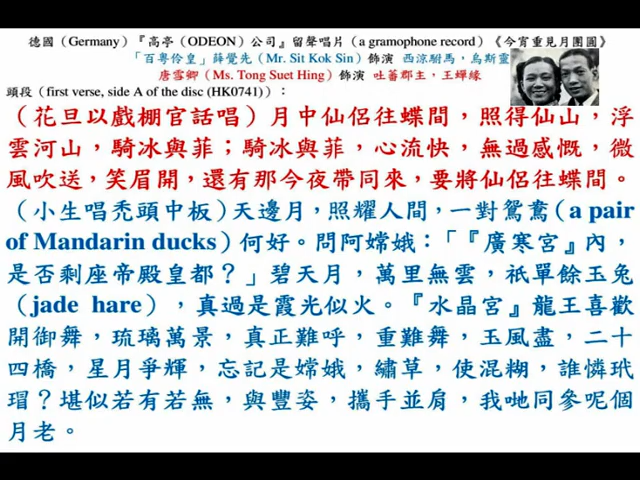 德國（Germany）『高亭（ODEON）公司』留聲唱片（a gramophone record）《今宵重見月團圓》
「百粵伶皇」薛覺先（Mr. Sit Kok Sin）飾演 西涼駙馬，烏斯靈
唐雪卿（Ms. Tong Suet Hing）飾演 吐蕃郡主，王嬋緣
頭段（first verse, side A of the disc (HK0741)）：
（花旦以戲棚官話唱）月中仙侶往蝶間，照得仙山，浮
雲河山，騎冰與菲；騎冰與菲，心流快，無過感慨，微
風吹送，笑眉開，還有那今夜帶同來，要將仙侶往蝶間。
（小生唱禿頭中板）天邊月，照耀人間，一對鴛鴦（a pair
of Mandarin ducks）何好。問阿嫦娥：「『廣寒宮』內，
是否剩座帝殿皇都？」碧天月，萬里無雲，祇單餘玉兔
（jade hare），真過是霞光似火。『水晶宮』龍王喜歡
開御舞，琉璃萬景，真正難呼，重難舞，玉風盡，二十
四橋，星月爭輝，忘記是嫦娥，繡草，使混糊，誰憐玳
瑁？堪似若有若無，與豐姿，攜手並肩，我哋同參呢個
月老。